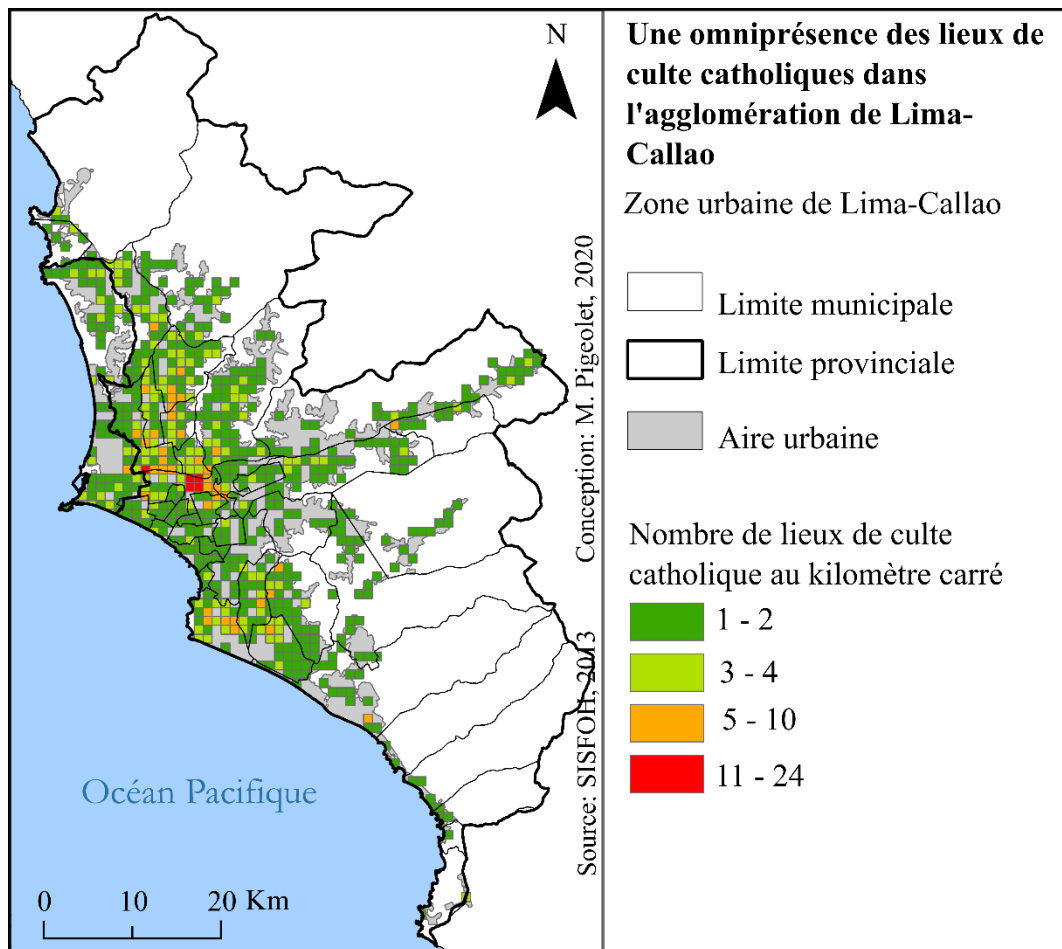 N
Océan Pacifique
0 10 20 Km
Source: SISFOH, 2013 Conception: M. Pigeolet, 2020
Une omniprésence des lieux de
culte catholiques dans
l'agglomération de Lima-
Callao
Zone urbaine de Lima-Callao
Limite municipale
Limite provinciale
Aire urbaine
Nombre de lieux de culte
catholique au kilomètre carré
1 - 2
3 - 4
5 - 10
11 - 24